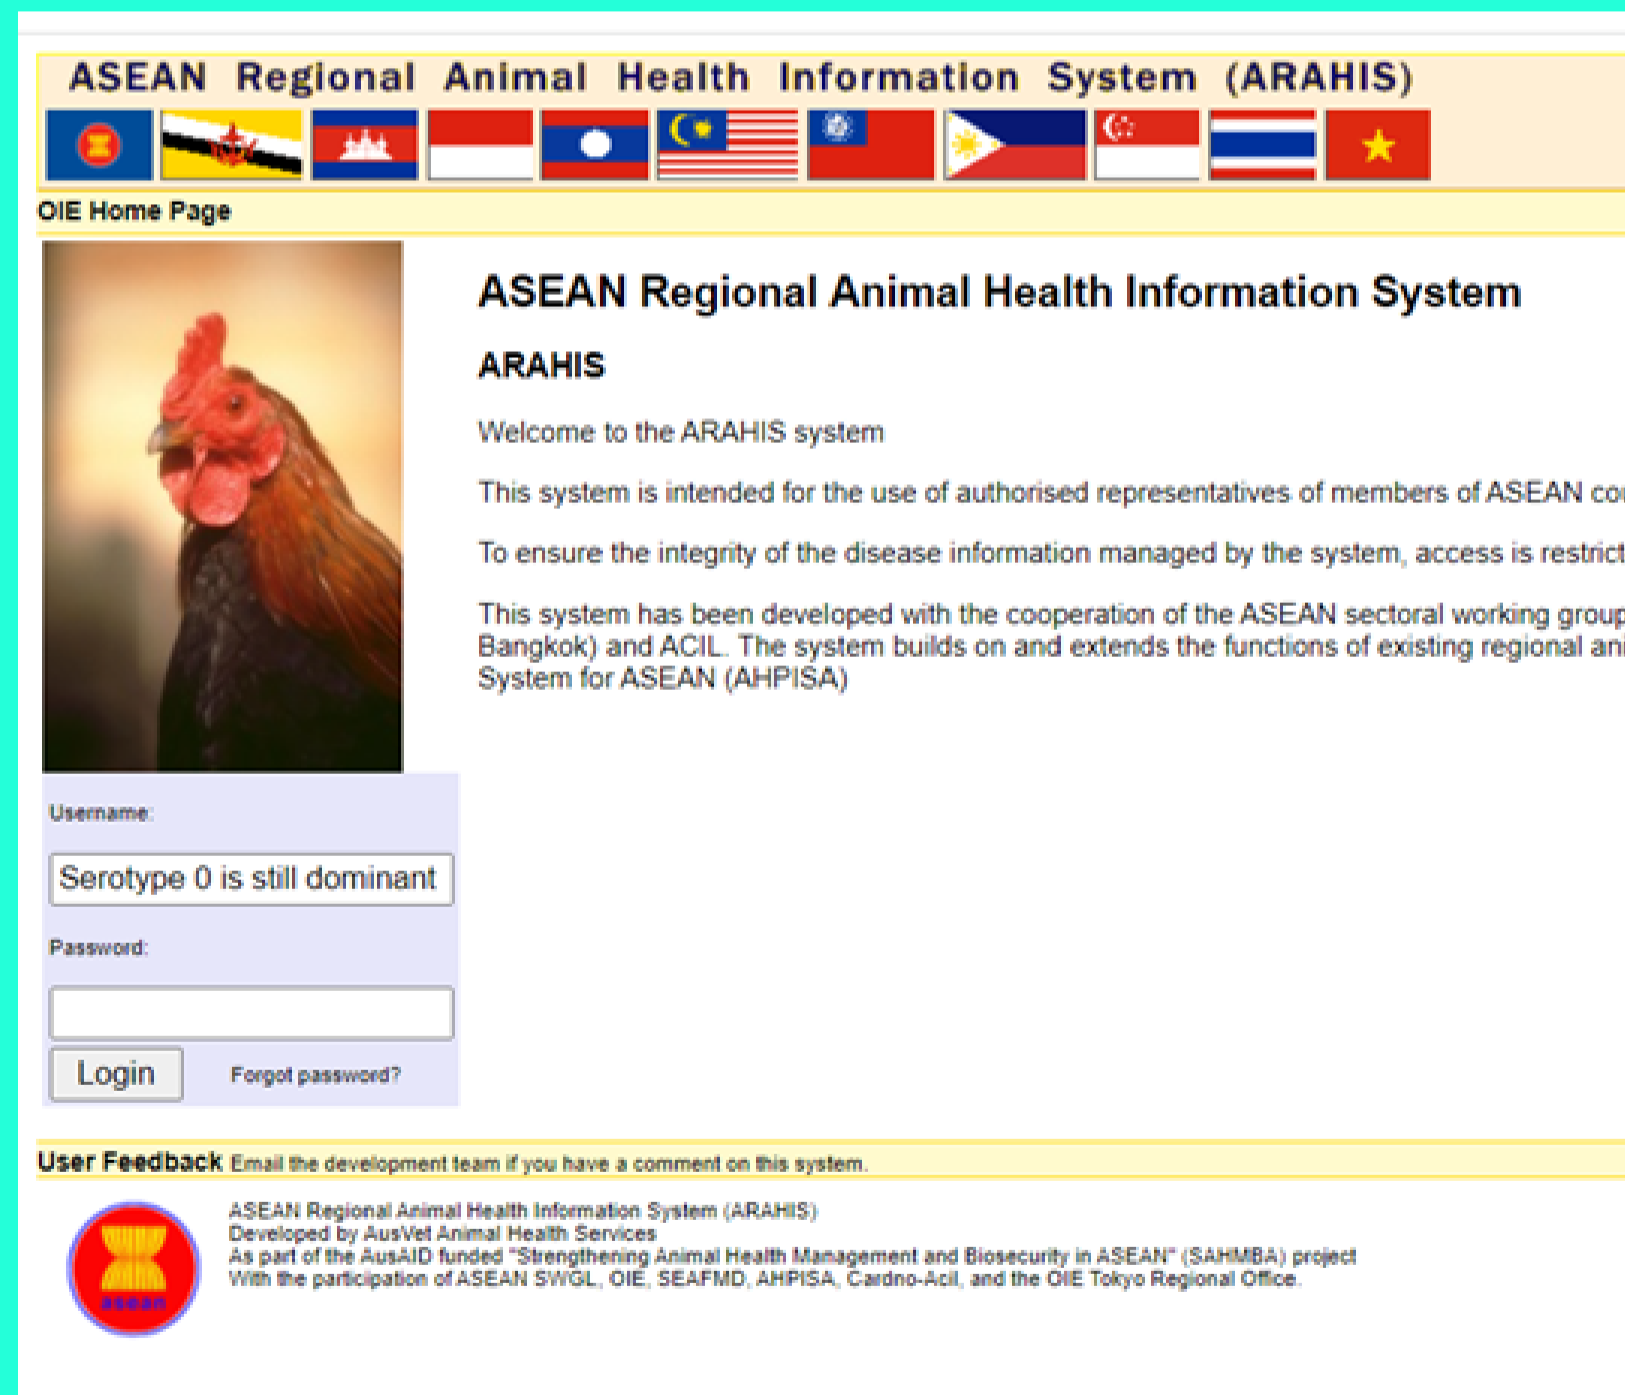 ASEAN Regional Animal Health Information System (ARAHIS)
OIE Home Page
ASEAN Regional Animal Health Information System
ARAHIS
Welcome to the ARAHIS system
This system is intended for the use of authorised representatives of members of ASEAN
To ensure the integrity of the disease information managed by the system, access is
This system has been developed with the cooperation of the ASEAN sectoral working
Bangkok) and ACIL. The system builds on and extends the functions of existing regional
System for ASEAN (AHPISA)
Username:
Serotype 0 is still dominant
Password:
Login Forgot password?
User Feedback Email the development team if you have a comment on this system.
ASEAN Regional Animal Health Information System (ARAHIS)
Developed by AusVet Animal Health Services
As part of the AusAID funded "Strengthening Animal Health Management and Biosecurity in ASEAN" (SAHMBA) project
With the participation of ASEAN SWGL, OIE, SEAFMD, AHPISA, Cardno-Acil, and the OIE Tokyo Regional Office.
asean